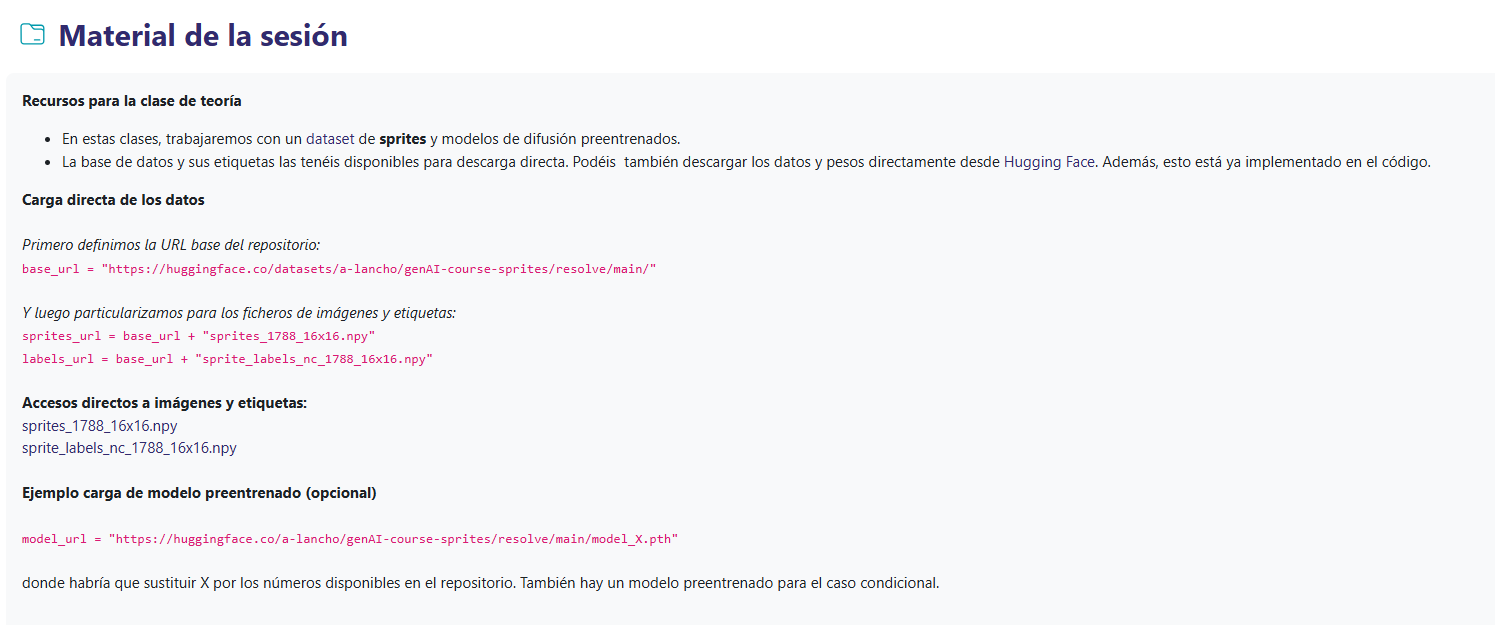 Material de la sesión
Recursos para la clase de teoría
• En estas clases, trabajaremos con un dataset de sprites y modelos de difusión preentrenados.
• La base de datos y sus etiquetas las tenéis disponibles para descarga directa. Podéis  también descargar los datos y pesos directamente desde Hugging Face. Además, esto está ya implementado en el código.
Carga directa de los datos
Primero definimos la URL base del repositorio:
base_url = "https://huggingface.co/datasets/a-lancho/genAI-course-sprites/resolve/main/"
Y luego particularizamos para los ficheros de imágenes y etiquetas:
sprites_url = base_url + "sprites_1788_16x16.npy"
labels_url = base_url + "sprite_labels_nc_1788_16x16.npy"
Accesos directos a imágenes y etiquetas:
sprites_1788_16x16.npy
sprite_labels_nc_1788_16x16.npy
Ejemplo carga de modelo preentrenado (opcional)
model_url = "https://huggingface.co/a-lancho/genAI-course-sprites/resolve/main/model_X.pth"
donde habría que sustituir X por los números disponibles en el repositorio. También hay un modelo preentrenado para el caso condicional.